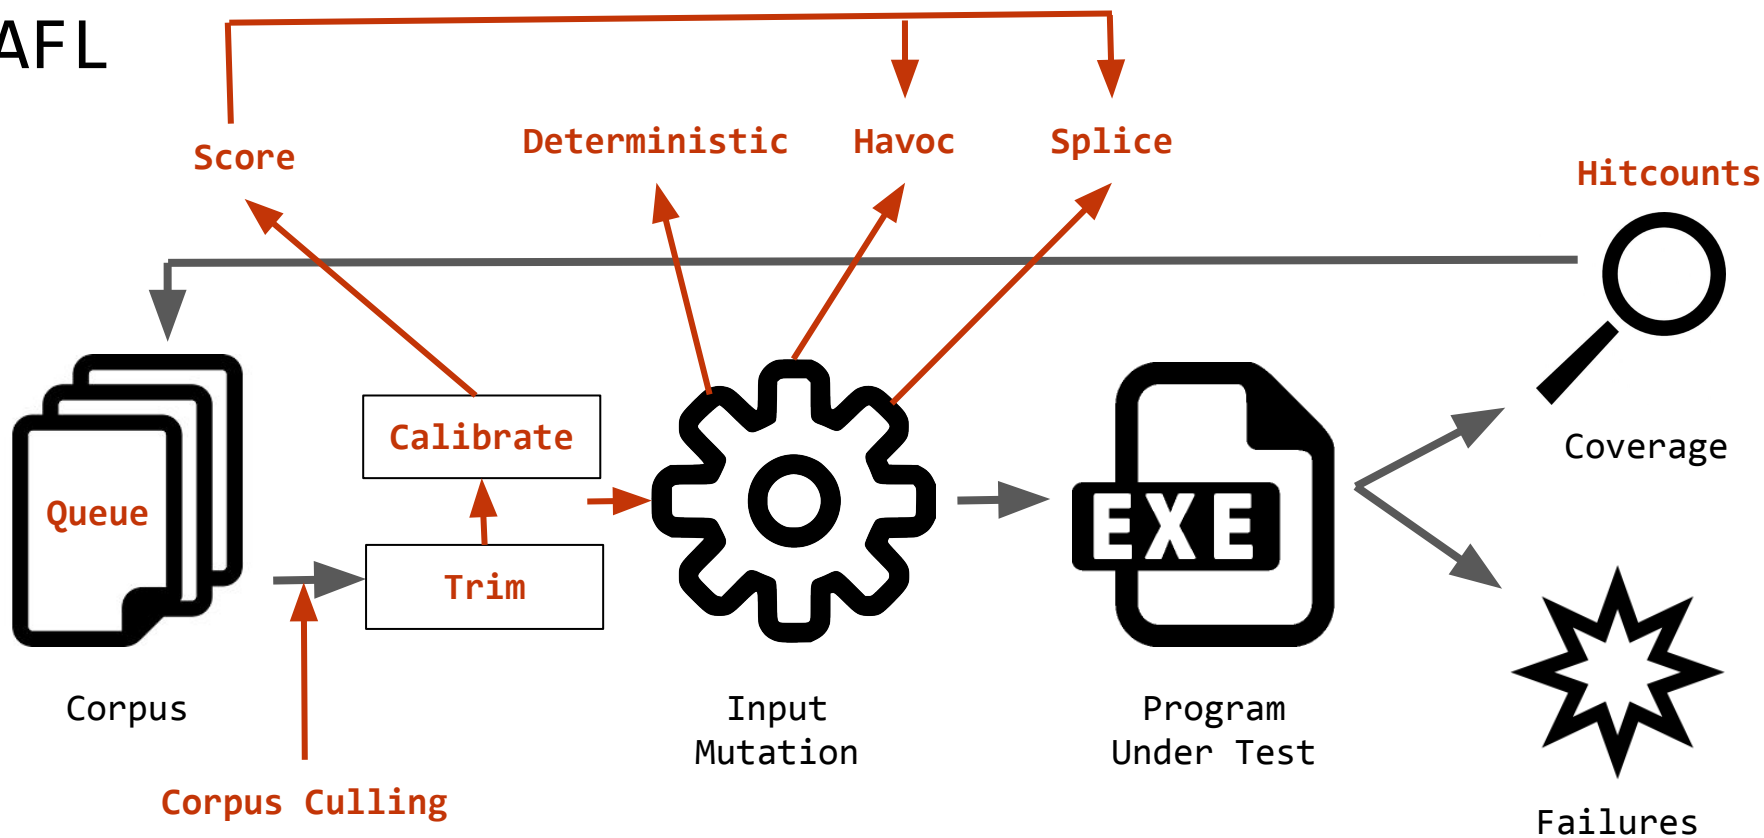 AFL
Score
Deterministic
Havoc
Splice
Hitcounts
Calibrate
Coverage
Queue
EXE
Trim
Corpus
Input
Mutation
Program
Under Test
Corpus Culling
Failures